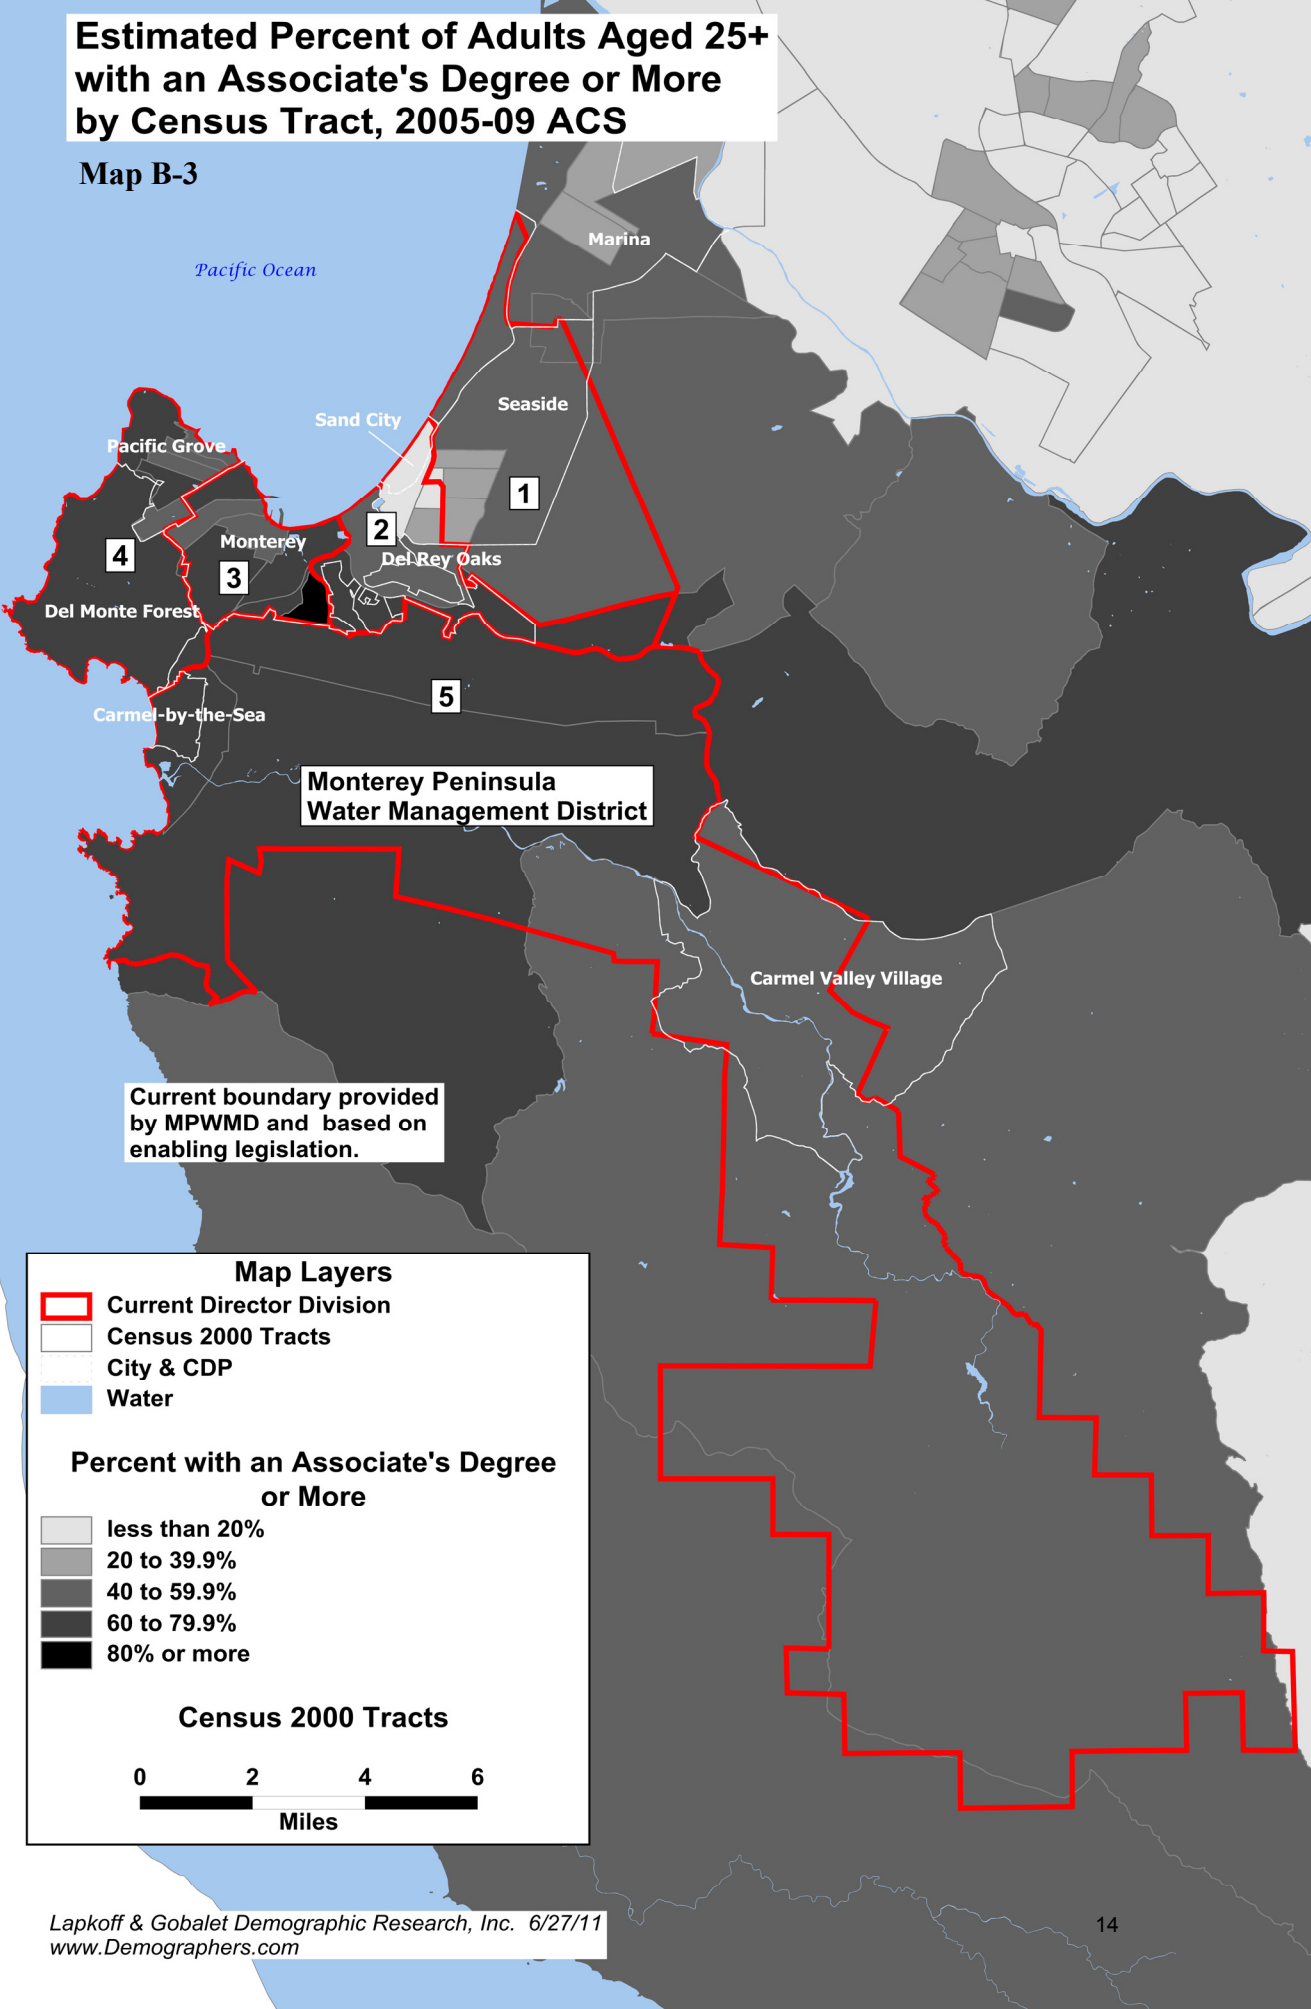 Estimated Percent of Adults Aged 25+
with an Associate's Degree or More
by Census Tract, 2005-09 ACS
Map B-3
Pacific Ocean
Marina
Seaside
Sand City
Pacific Grove
1
2
Monterey
Del Rey Oaks
4
3
Del Monte Forest
5
Carmel-by-the-Sea
Monterey Peninsula
Water Management District
Carmel Valley Village
Current boundary provided
by MPWMD and  based on
enabling legislation.
Map Layers
Current Director Division
Census 2000 Tracts
City & CDP
Water
Percent with an Associate's Degree
or More
less than 20%
20 to 39.9%
40 to 59.9%
60 to 79.9%
80% or more
Census 2000 Tracts
0 2 4 6
Miles
Lapkoff & Gobalet Demographic Research, Inc.  6/27/11
www.Demographers.com
14